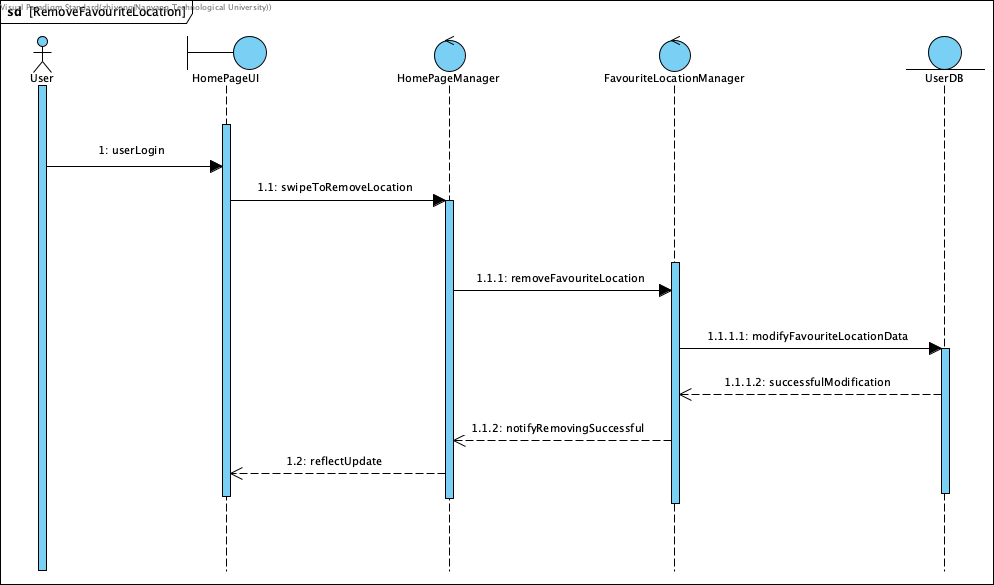 Visual Paradigm Standard(zhiyong(Nanyang Technological University))
sd [RemoveFavouriteLocation]
User
HomePageUI
HomePageManager
FavouriteLocationManager
UserDB
1: userLogin
1.1: swipeToRemoveLocation
1.1.1: removeFavouriteLocation
1.1.1.1: modifyFavouriteLocationData
1.1.1.2: successfulModification
1.1.2: notifyRemovingSuccessful
1.2: reflectUpdate